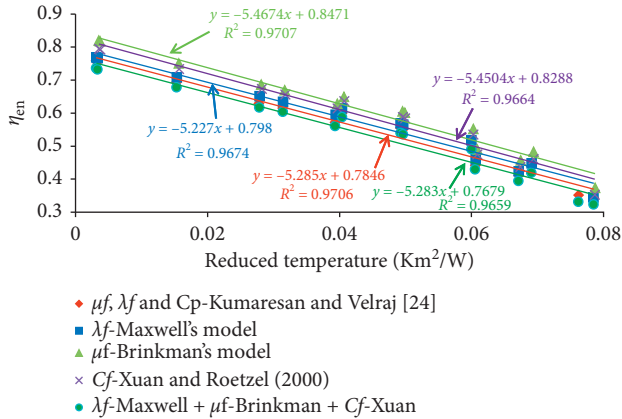 y = −5.4674x + 0.8471
R² = 0.9707
y = −5.4504x + 0.8288
R² = 0.9664
y = −5.227x + 0.798
R² = 0.9674
y = −5.285x + 0.7846
R² = 0.9706
y = −5.283x + 0.7679
R² = 0.9659
0.9
0.8
0.7
0.6
0.5
0.4
0.3
ηen
0 0.02 0.04 0.06 0.08
Reduced temperature (Km²/W)
μf, λf and Cp-Kumaresan and Velraj [24]
λf-Maxwell's model
μf-Brinkman's model
Cf-Xuan and Roetzel (2000)
λf-Maxwell + μf-Brinkman + Cf-Xuan